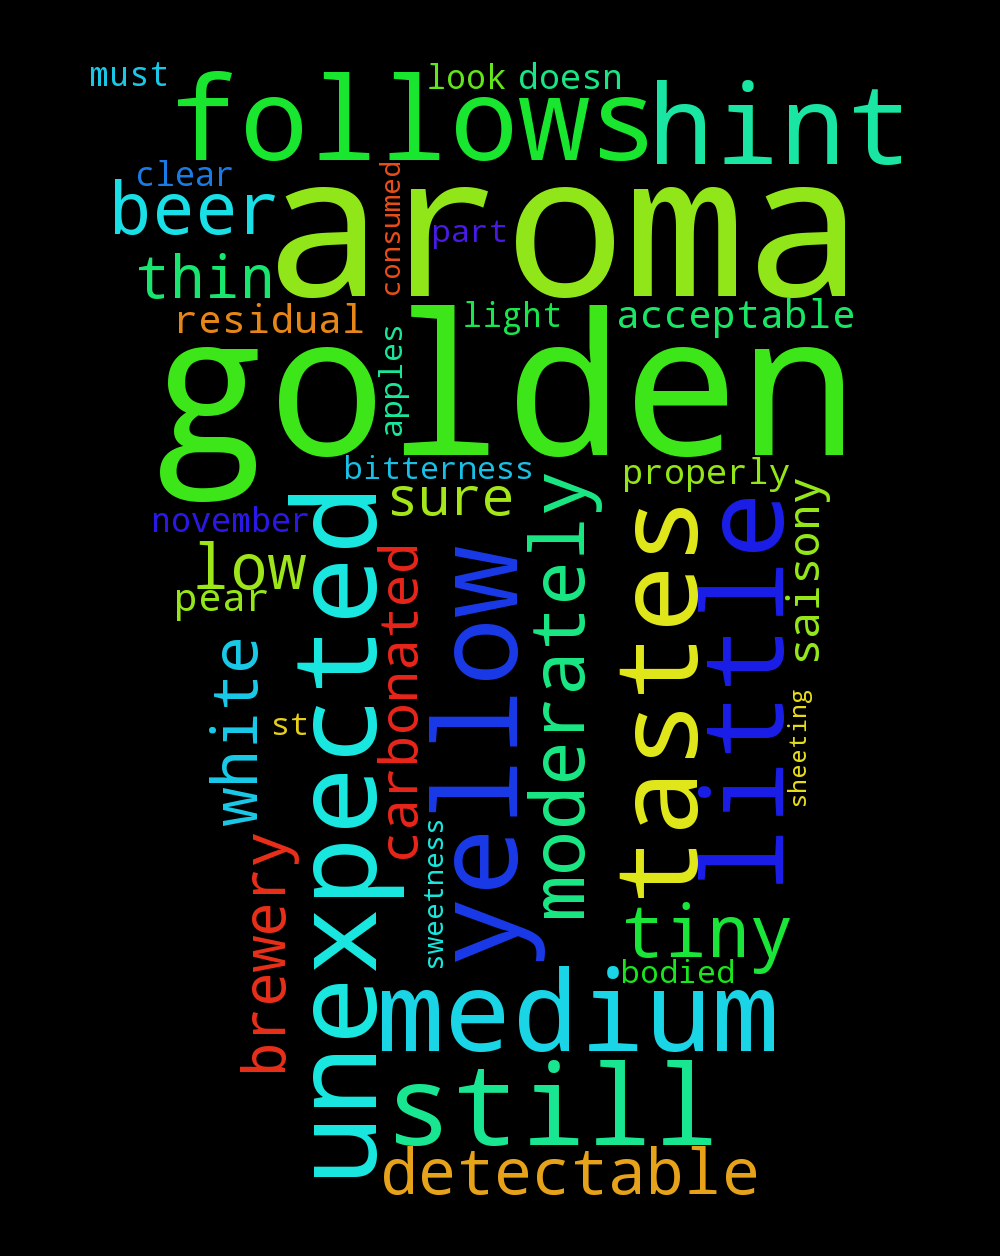 must
look
doesn
follows
hint
clear
consumed
beer
aroma
part
thin
residual
light
acceptable
apples
golden
bitterness
properly
november
sure
low
pear
unexpected
carbonated
yellow
moderately
tastes
little
saisony
white
st
sheeting
brewery
sweetness
tiny
bodied
medium
still
detectable